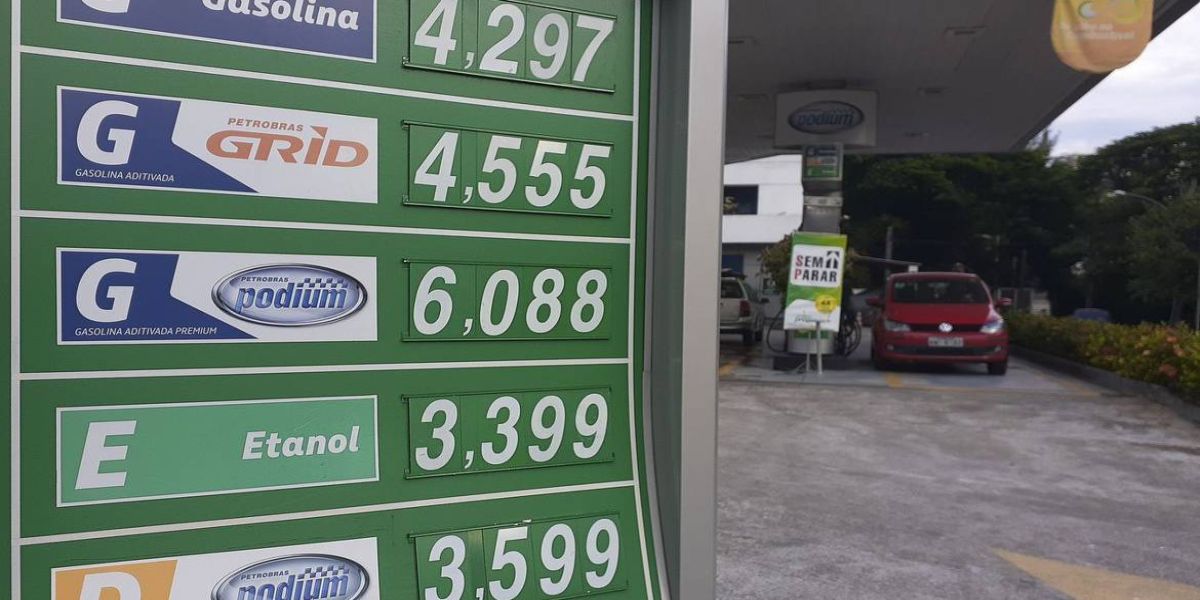 G Gasolina 4,297
G PETROBRAS GRID 4,555
GASOLINA ADITIVADA
G PETROBRAS podium 6,088
GASOLINA ADITIVADA PREMIUM
E Etanol 3,399
D PETROBRAS podium 3,599
podium
SEM
PARAR